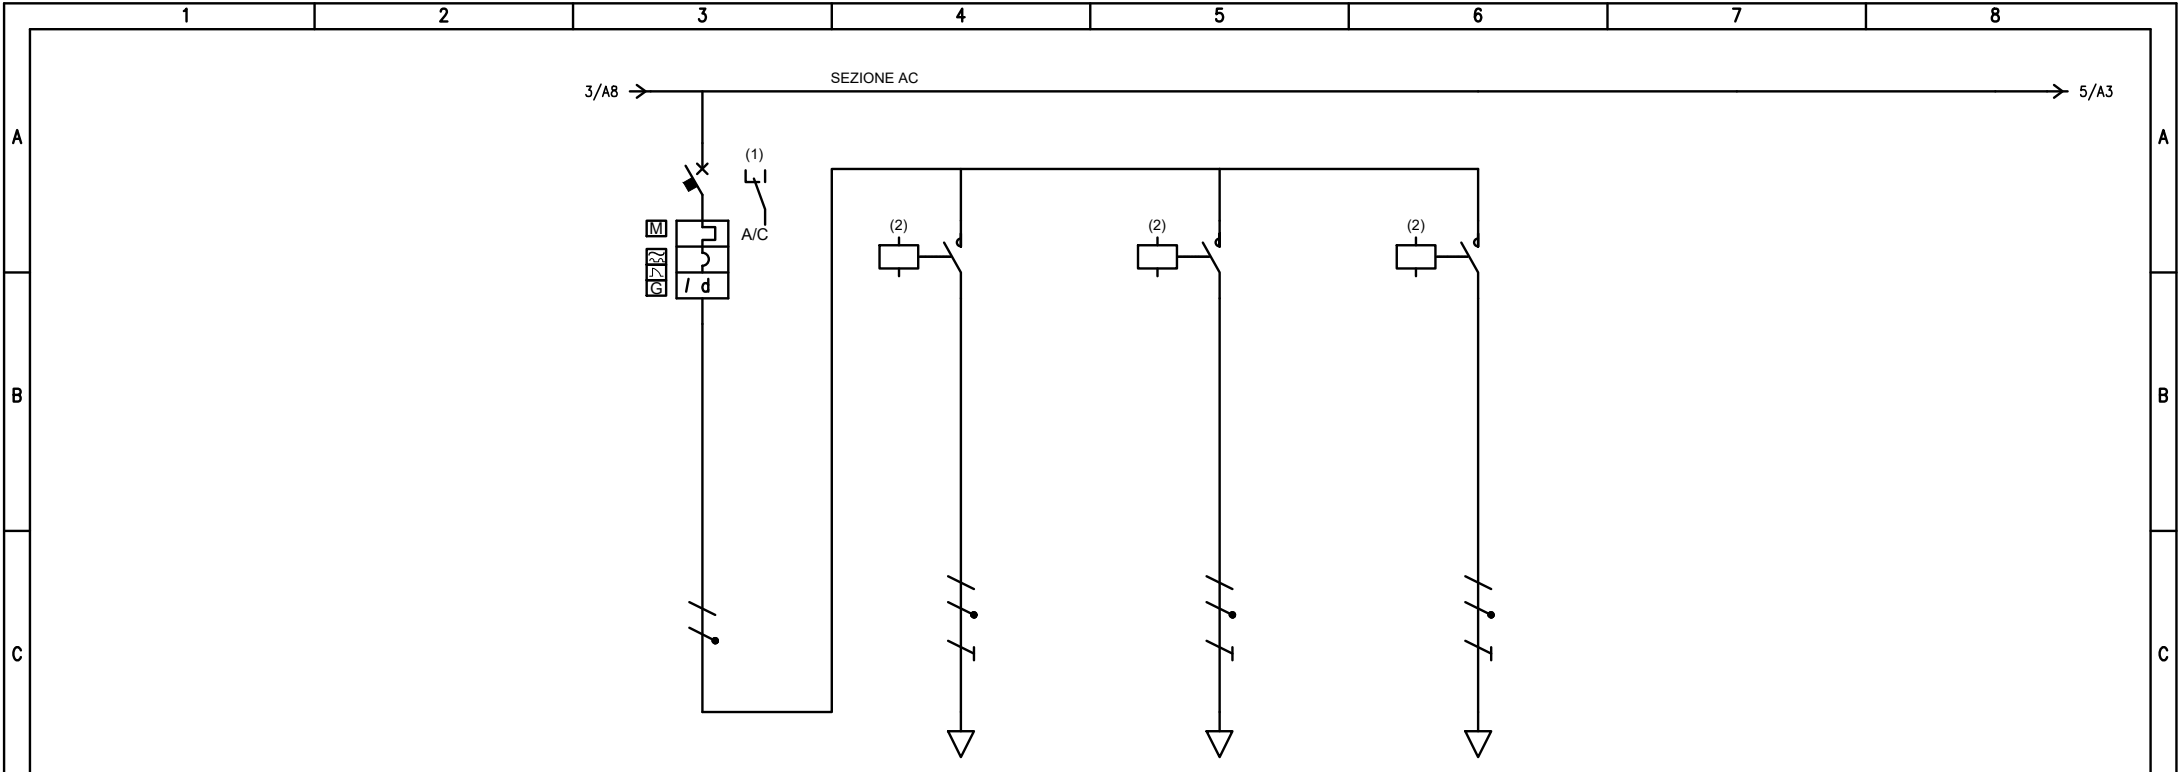 1 2 3 4 5 6 7 8
SEZIONE AC
3/A8 5/A3
A A
(1)
M (2) (2) (2)
A/C
G I d
B B
C C